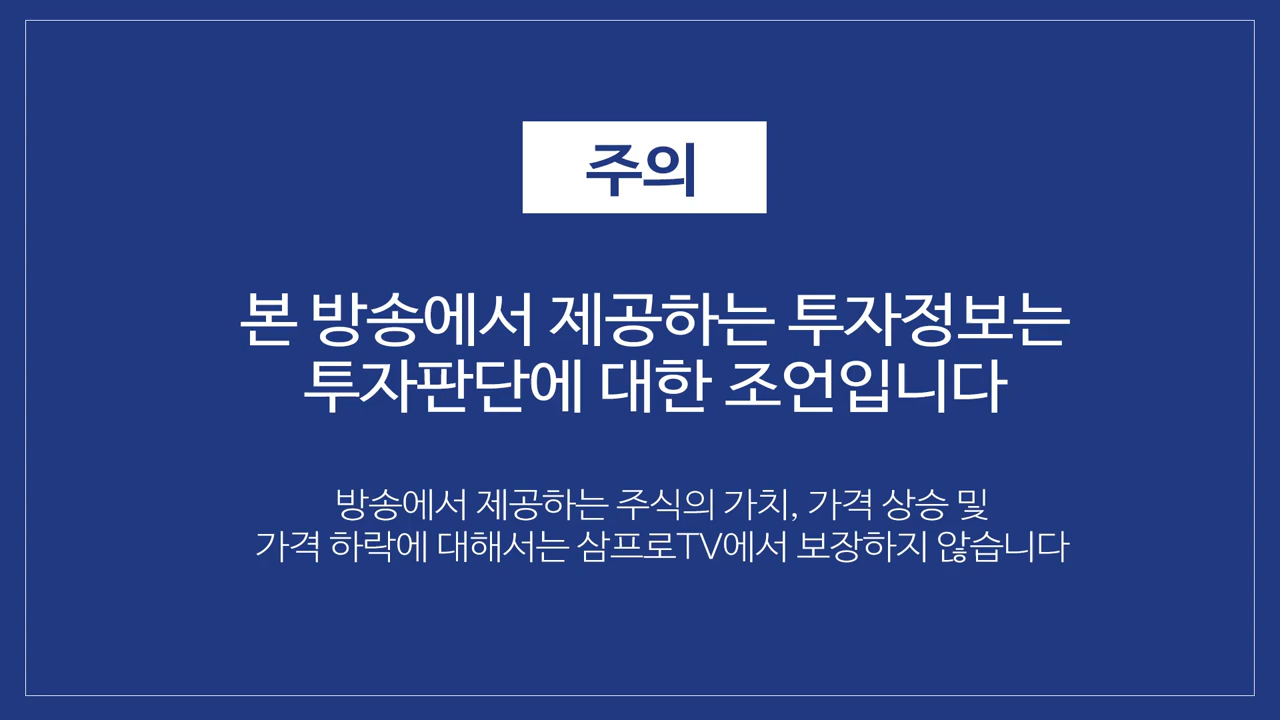 주의
본 방송에서 제공하는 투자정보는
투자판단에 대한 조언입니다
방송에서 제공하는 주식의 가치, 가격 상승 및
가격 하락에 대해서는 삼프로TV에서 보장하지 않습니다